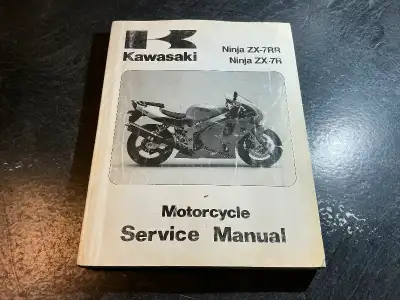 Kawasaki
Ninja ZX-7RR
Ninja ZX-7R
Motorcycle
Service Manual